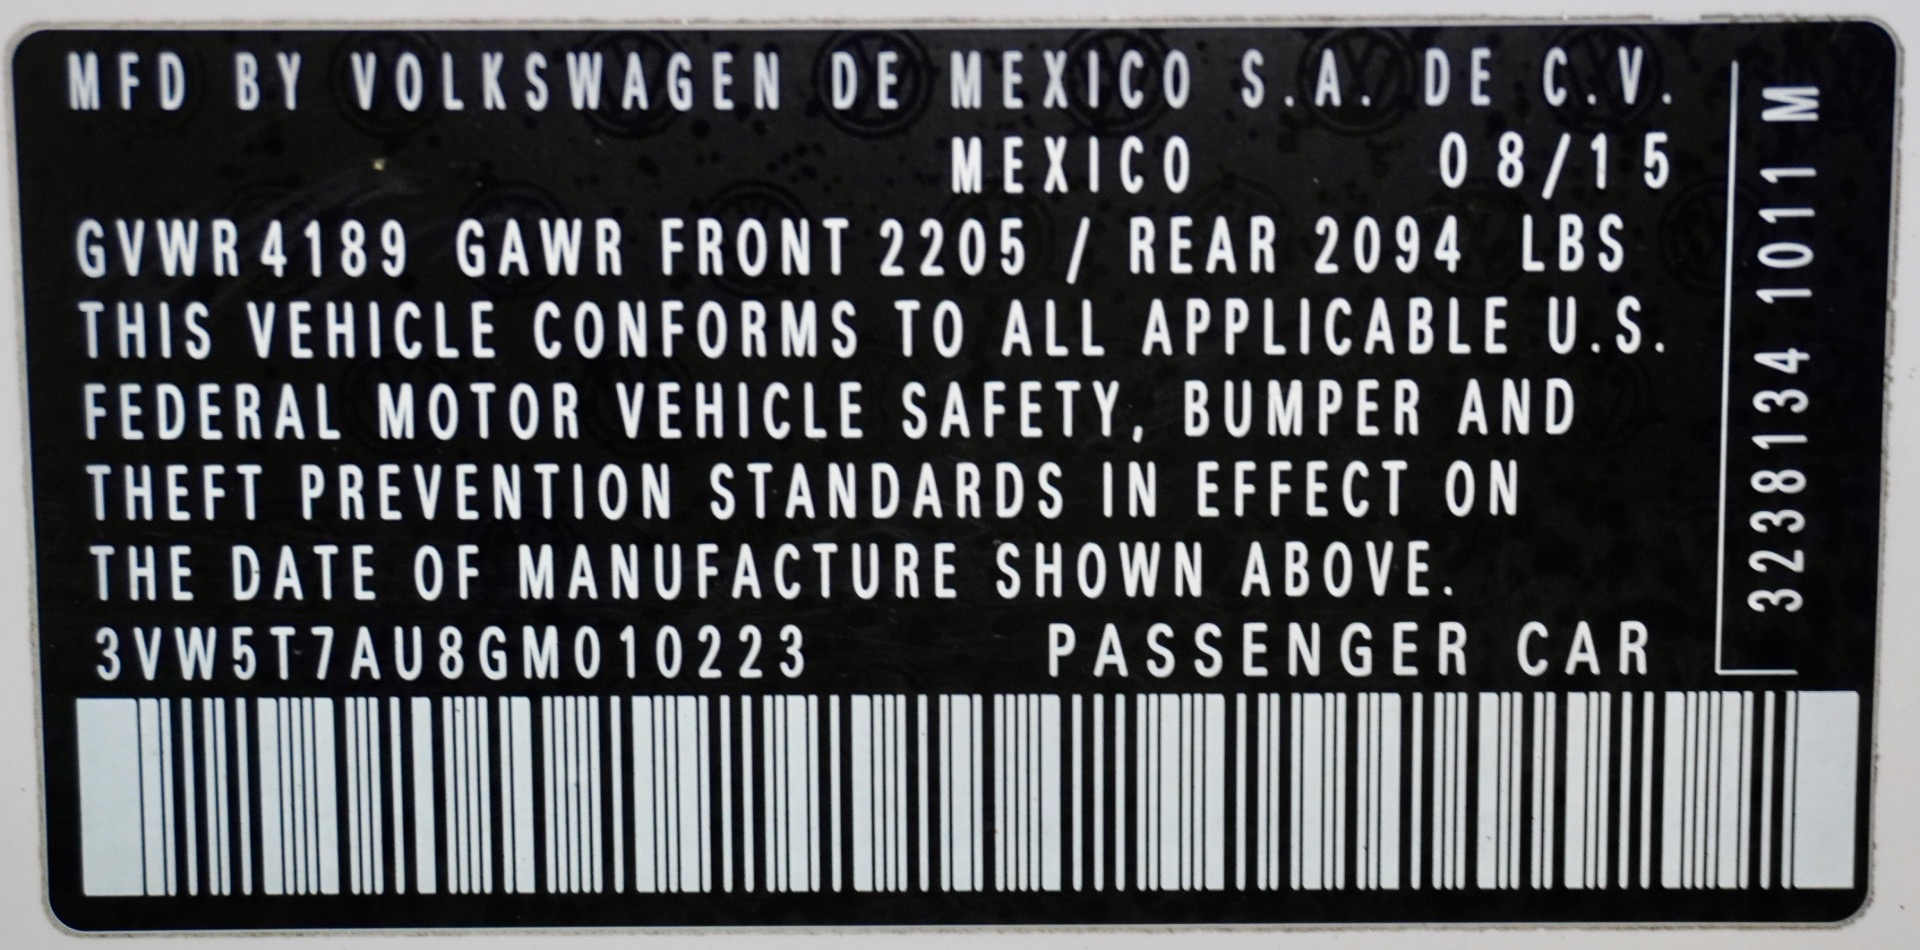 MFD BY VOLKSWAGEN DE MEXICO S.A. DE C.V.
MEXICO 08/15
GVWR 4189 GAWR FRONT 2205 / REAR 2094 LBS
THIS VEHICLE CONFORMS TO ALL APPLICABLE U.S.
FEDERAL MOTOR VEHICLE SAFETY, BUMPER AND
THEFT PREVENTION STANDARDS IN EFFECT ON
THE DATE OF MANUFACTURE SHOWN ABOVE.
3VW5T7AU8GM010223 PASSENGER CAR
3238134 1011 M